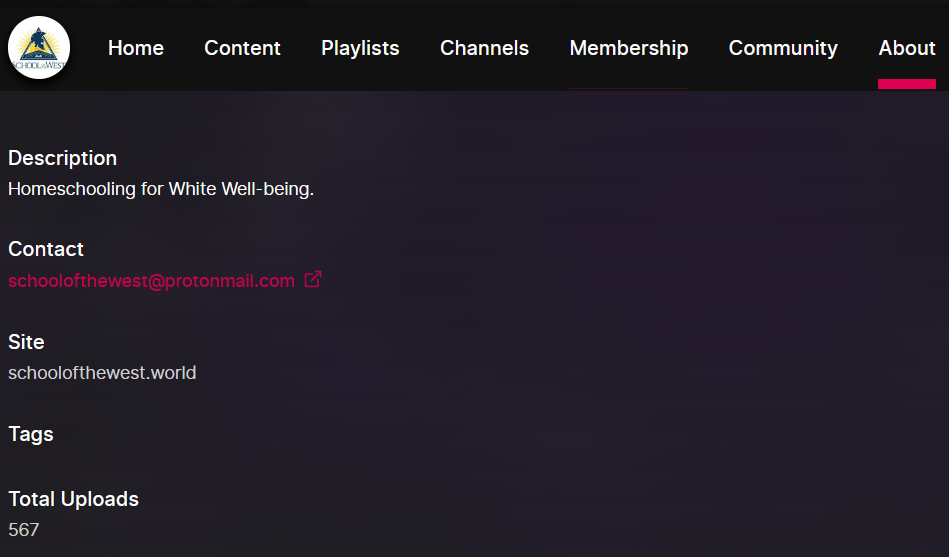 SCHOOL of the WEST
Home Content Playlists Channels Membership Community About
Description
Homeschooling for White Well-being.
Contact
schoolofthewest@protonmail.com
Site
schoolofthewest.world
Tags
Total Uploads
567